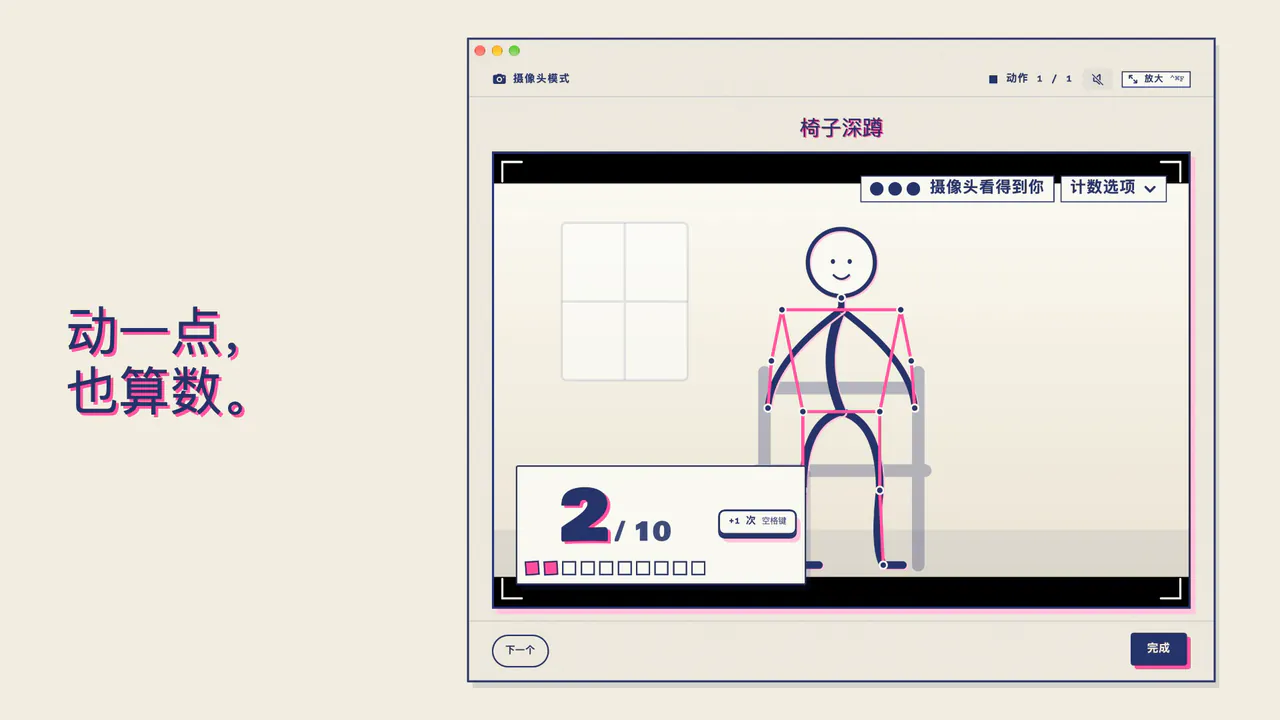 动一点，
也算数。
摄像头模式
动作 1 / 1
放大 ⌃⌘F
椅子深蹲
摄像头看得到你
计数选项
2 / 10
+1 次 空格键
下一个
完成